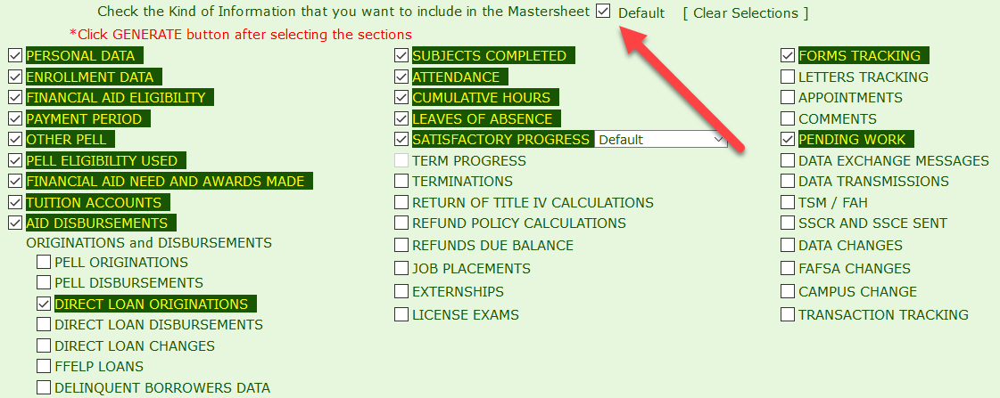 Check the Kind of Information that you want to include in the Mastersheet Default [ Clear Selections ]
*Click GENERATE button after selecting the sections
PERSONAL DATA
ENROLLMENT DATA
FINANCIAL AID ELIGIBILITY
PAYMENT PERIOD
OTHER PELL
PELL ELIGIBILITY USED
FINANCIAL AID NEED AND AWARDS MADE
TUITION ACCOUNTS
AID DISBURSEMENTS
ORIGINATIONS and DISBURSEMENTS
PELL ORIGINATIONS
PELL DISBURSEMENTS
DIRECT LOAN ORIGINATIONS
DIRECT LOAN DISBURSEMENTS
DIRECT LOAN CHANGES
FFELP LOANS
DELINQUENT BORROWERS DATA
SUBJECTS COMPLETED
ATTENDANCE
CUMULATIVE HOURS
LEAVES OF ABSENCE
SATISFACTORY PROGRESS Default
TERM PROGRESS
TERMINATIONS
RETURN OF TITLE IV CALCULATIONS
REFUND POLICY CALCULATIONS
REFUNDS DUE BALANCE
JOB PLACEMENTS
EXTERNSHIPS
LICENSE EXAMS
FORMS TRACKING
LETTERS TRACKING
APPOINTMENTS
COMMENTS
PENDING WORK
DATA EXCHANGE MESSAGES
DATA TRANSMISSIONS
TSM / FAH
SSCR AND SSCE SENT
DATA CHANGES
FAFSA CHANGES
CAMPUS CHANGE
TRANSACTION TRACKING